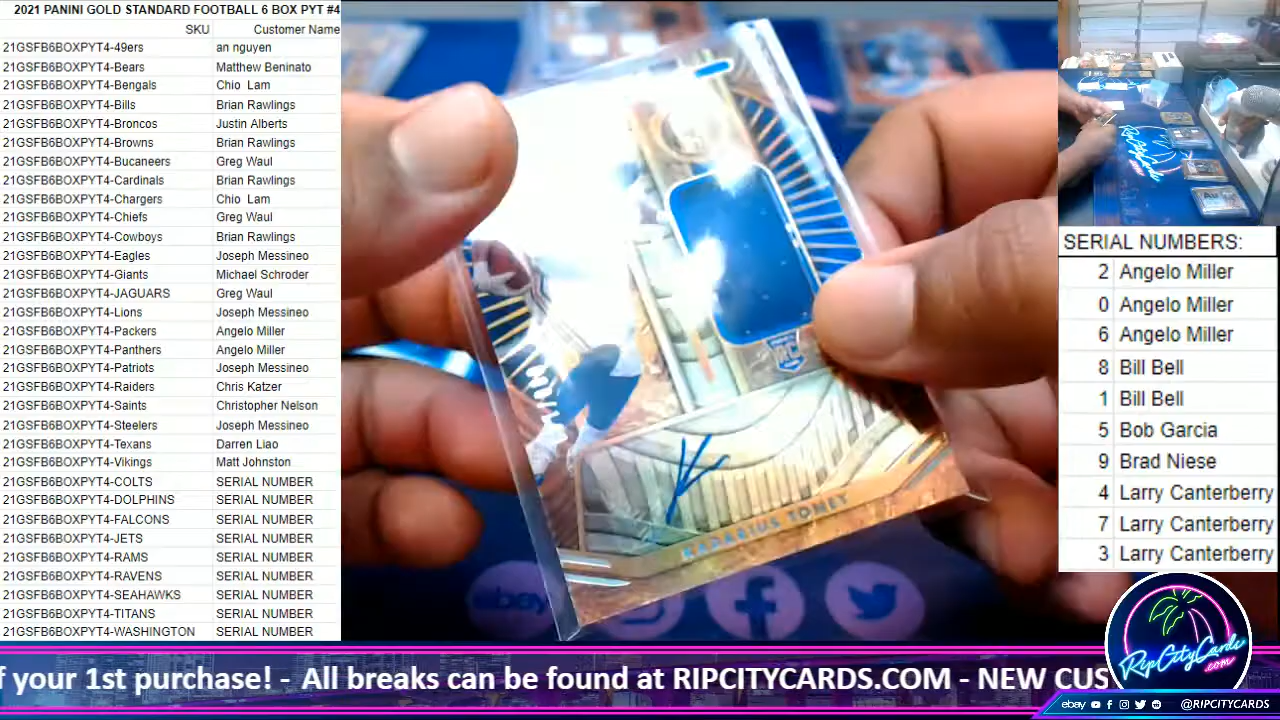 2021 PANINI GOLD STANDARD FOOTBALL 6 BOX PYT #4
SKU Customer Name
21GSFB6BOXPYT4-49ers an nguyen
21GSFB6BOXPYT4-Bears Matthew Beninato
21GSFB6BOXPYT4-Bengals Chio Lam
21GSFB6BOXPYT4-Bills Brian Rawlings
21GSFB6BOXPYT4-Broncos Justin Alberts
21GSFB6BOXPYT4-Browns Brian Rawlings
21GSFB6BOXPYT4-Bucaneers Greg Waul
21GSFB6BOXPYT4-Cardinals Brian Rawlings
21GSFB6BOXPYT4-Chargers Chio Lam
21GSFB6BOXPYT4-Chiefs Greg Waul
21GSFB6BOXPYT4-Cowboys Brian Rawlings
21GSFB6BOXPYT4-Eagles Joseph Messineo
21GSFB6BOXPYT4-Giants Michael Schroder
21GSFB6BOXPYT4-JAGUARS Greg Waul
21GSFB6BOXPYT4-Lions Joseph Messineo
21GSFB6BOXPYT4-Packers Angelo Miller
21GSFB6BOXPYT4-Panthers Angelo Miller
21GSFB6BOXPYT4-Patriots Joseph Messineo
21GSFB6BOXPYT4-Raiders Chris Katzer
21GSFB6BOXPYT4-Saints Christopher Nelson
21GSFB6BOXPYT4-Steelers Joseph Messineo
21GSFB6BOXPYT4-Texans Darren Liao
21GSFB6BOXPYT4-Vikings Matt Johnston
21GSFB6BOXPYT4-COLTS SERIAL NUMBER
21GSFB6BOXPYT4-DOLPHINS SERIAL NUMBER
21GSFB6BOXPYT4-FALCONS SERIAL NUMBER
21GSFB6BOXPYT4-JETS SERIAL NUMBER
21GSFB6BOXPYT4-RAMS SERIAL NUMBER
21GSFB6BOXPYT4-RAVENS SERIAL NUMBER
21GSFB6BOXPYT4-SEAHAWKS SERIAL NUMBER
21GSFB6BOXPYT4-TITANS SERIAL NUMBER
21GSFB6BOXPYT4-WASHINGTON SERIAL NUMBER
RC
KADARIUS TONEY
ebay
RipCityCards
SERIAL NUMBERS:
2 Angelo Miller
0 Angelo Miller
6 Angelo Miller
8 Bill Bell
1 Bill Bell
5 Bob Garcia
9 Brad Niese
4 Larry Canterberry
7 Larry Canterberry
3 Larry Canterberry
RipCityCards
.com
f your 1st purchase! - All breaks can be found at RIPCITYCARDS.COM - NEW CUS
ebay @RIPCITYCARDS